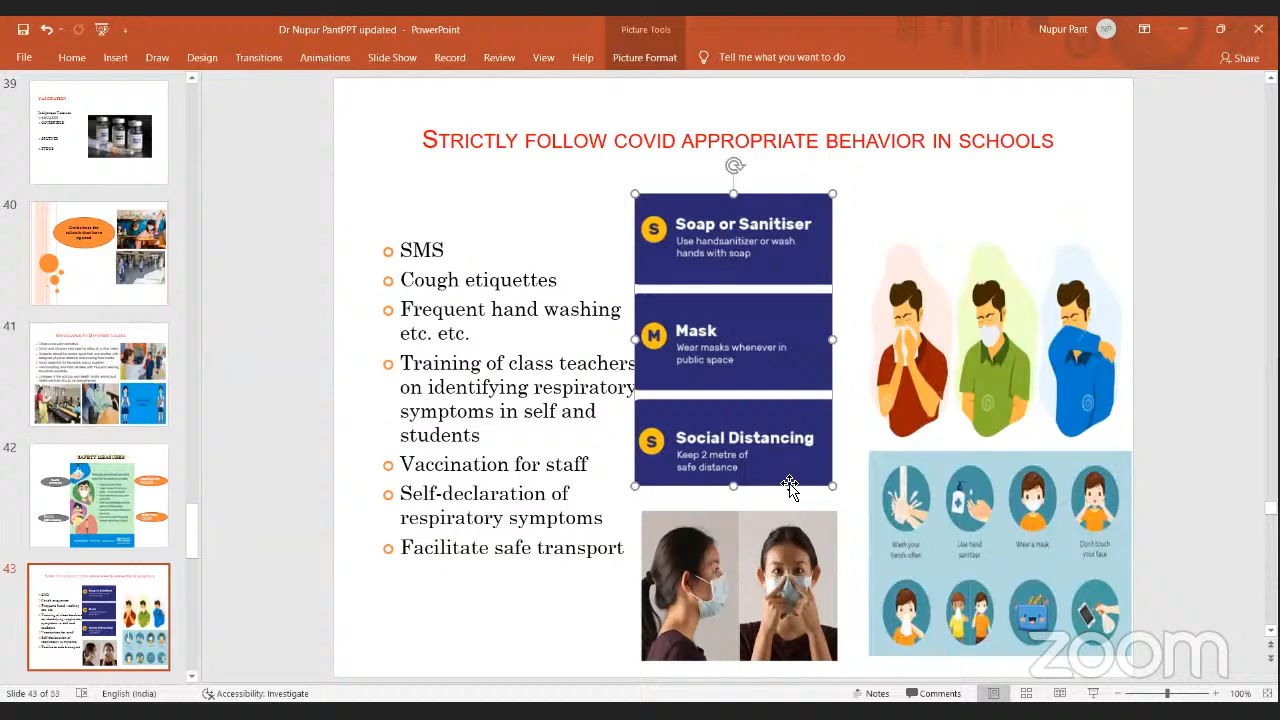 Dr Nupur PantPPT updated - PowerPoint
Picture Tools
Nupur Pant
NP
File Home Insert Draw Design Transitions Animations Slide Show Record Review View Help Picture Format Tell me what you want to do Share
39
40
41
42
SAFETY MEASURES
43
STRICTLY FOLLOW COVID APPROPRIATE BEHAVIOR IN SCHOOLS
SMS
Cough etiquettes
Frequent hand washing
etc. etc.
Training of class teachers
on identifying respiratory
symptoms in self and
students
Vaccination for staff
Self-declaration of
respiratory symptoms
Facilitate safe transport
S
Soap or Sanitiser
Use handsanitizer or wash
hands with soap
M
Mask
Wear masks whenever in
public space
S
Social Distancing
Keep 2 metre of
safe distance
Wash your
hands often
Use hand
sanitizer
Wear a mask
Don't touch
your face
zoom
Slide 43 of 53 English (India) Accessibility: Investigate Notes Comments 100%